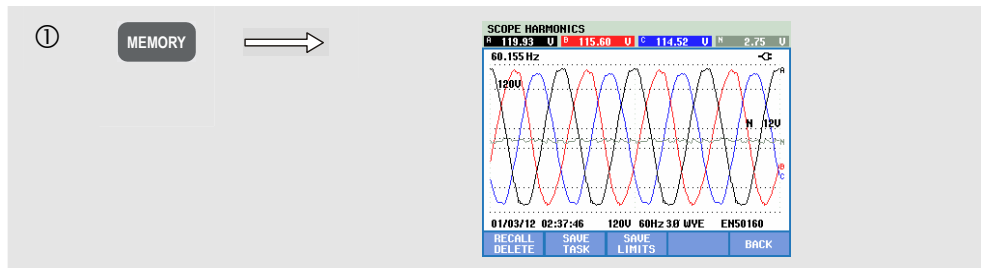 ①
MEMORY
SCOPE HARMONICS
A 119.93 V B 115.60 V C 114.52 V N 2.75 V
60.155 Hz
A
120V
N 12V
N
B
C
01/03/12 02:37:46 120V 60Hz 3Ø WYE EN50160
RECALL DELETE SAVE TASK SAVE LIMITS BACK